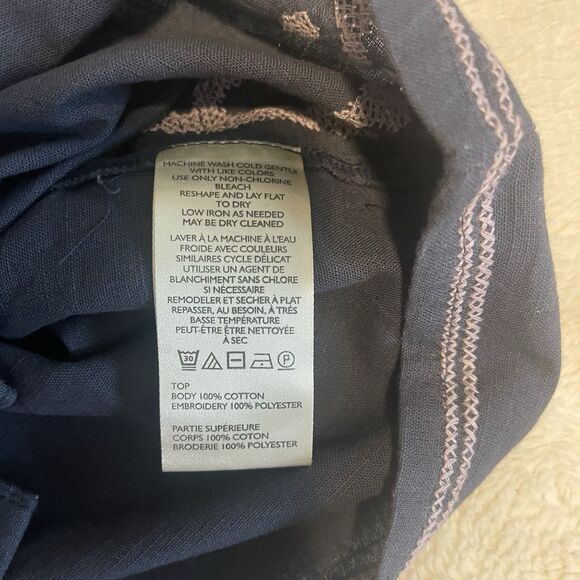 MACHINE WASH COLD GENTLE
WITH LIKE COLORS
USE ONLY NON-CHLORINE
BLEACH
RESHAPE AND LAY FLAT
TO DRY
LOW IRON AS NEEDED
MAY BE DRY CLEANED
LAVER À LA MACHINE À L'EAU
FROIDE AVEC COULEURS
SIMILAIRES CYCLE DÉLICAT
UTILISER UN AGENT DE
BLANCHIMENT SANS CHLORE
SI NÉCESSAIRE
REMODELER ET SECHER À PLAT
REPASSER, AU BESOIN, À TRÈS
BASSE TEMPÉRATURE
PEUT-ÊTRE ÊTRE NETTOYÉE
À SEC
30 P
TOP
BODY 100% COTTON
EMBROIDERY 100% POLYESTER
PARTIE SUPÉRIEURE
CORPS 100% COTON
BRODERIE 100% POLYESTER